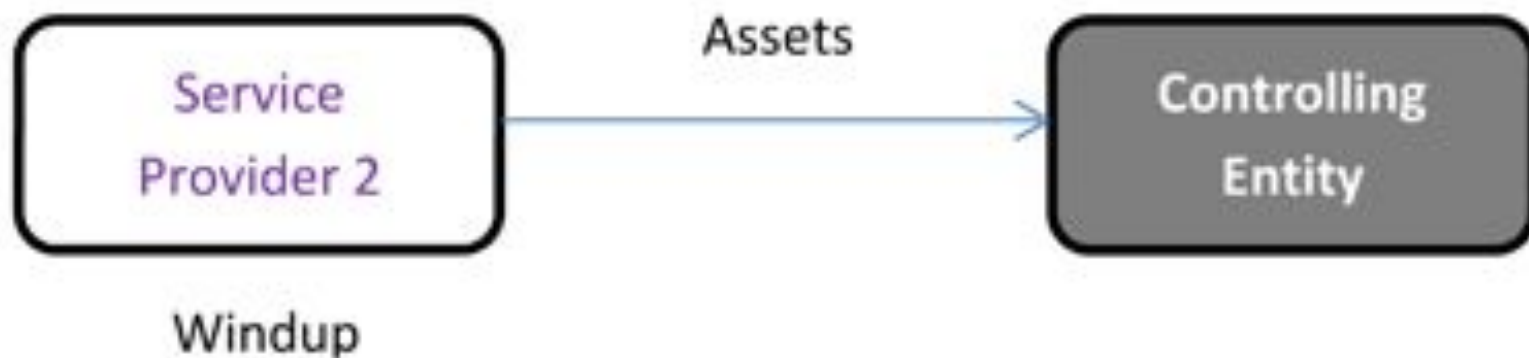 Service
Provider 2
Assets
Controlling
Entity
Windup